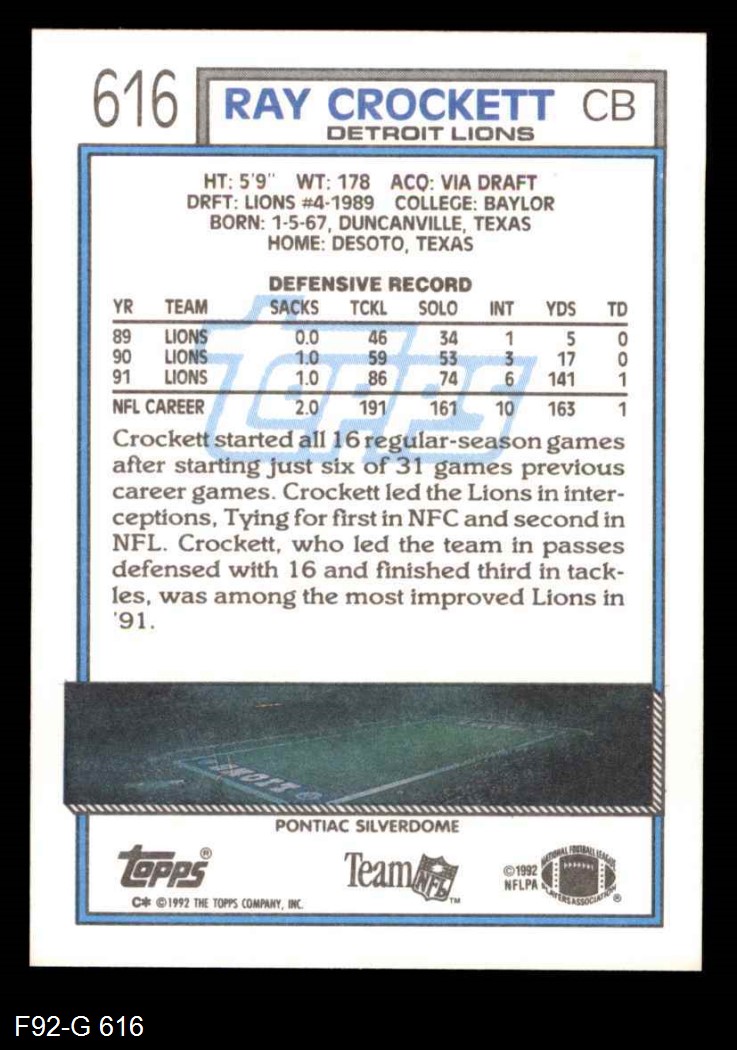 616 RAY CROCKETT CB
DETROIT LIONS
HT: 5'9" WT: 178 ACQ: VIA DRAFT
DRFT: LIONS #4-1989 COLLEGE: BAYLOR
BORN: 1-5-67, DUNCANVILLE, TEXAS
HOME: DESOTO, TEXAS
DEFENSIVE RECORD
YR TEAM SACKS TCKL SOLO INT YDS TD
89 LIONS 0.0 46 34 1 5 0
90 LIONS 1.0 59 53 3 17 0
91 LIONS 1.0 86 74 6 141 1
NFL CAREER 2.0 191 161 10 163 1
topps
Crockett started all 16 regular-season games
after starting just six of 31 games previous
career games. Crockett led the Lions in inter-
ceptions, Tying for first in NFC and second in
NFL. Crockett, who led the team in passes
defensed with 16 and finished third in tack-
les, was among the most improved Lions in
'91.
PONTIAC SILVERDOME
topps®
Team NFL™
©1992
NFLPA
NATIONAL FOOTBALL LEAGUE
PLAYERS ASSOCIATION ®
C* ©1992 THE TOPPS COMPANY, INC.
F92-G 616